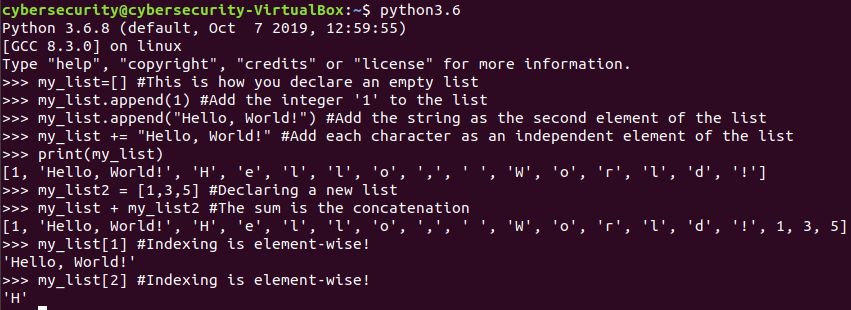 cybersecurity@cybersecurity-VirtualBox:~$ python3.6
Python 3.6.8 (default, Oct  7 2019, 12:59:55)
[GCC 8.3.0] on linux
Type "help", "copyright", "credits" or "license" for more information.
>>> my_list=[] #This is how you declare an empty list
>>> my_list.append(1) #Add the integer '1' to the list
>>> my_list.append("Hello, World!") #Add the string as the second element of the list
>>> my_list += "Hello, World!" #Add each character as an independent element of the list
>>> print(my_list)
[1, 'Hello, World!', 'H', 'e', 'l', 'l', 'o', ',', ' ', 'W', 'o', 'r', 'l', 'd', '!']
>>> my_list2 = [1,3,5] #Declaring a new list
>>> my_list + my_list2 #The sum is the concatenation
[1, 'Hello, World!', 'H', 'e', 'l', 'l', 'o', ',', ' ', 'W', 'o', 'r', 'l', 'd', '!', 1, 3, 5]
>>> my_list[1] #Indexing is element-wise!
'Hello, World!'
>>> my_list[2] #Indexing is element-wise!
'H'